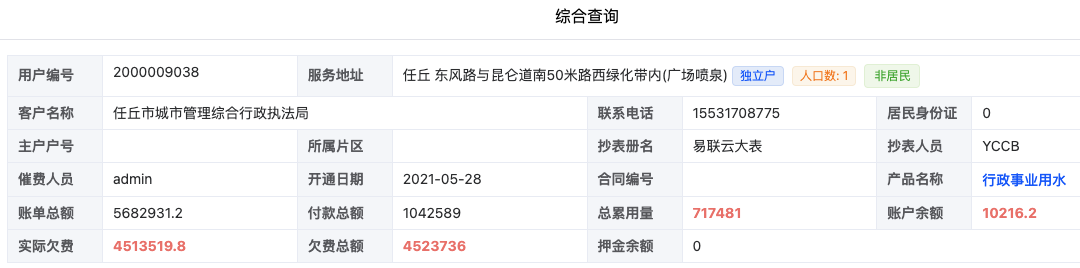 综合查询
用户编号 2000009038 服务地址 任丘 东风路与昆仑道南50米路西绿化带内(广场喷泉) 独立户 人口数: 1 非居民
客户名称 任丘市城市管理综合行政执法局 联系电话 15531708775 居民身份证 0
主户户号 所属片区 抄表册名 易联云大表 抄表人员 YCCB
催费人员 admin 开通日期 2021-05-28 合同编号 产品名称 行政事业用水
账单总额 5682931.2 付款总额 1042589 总累用量 717481 账户余额 10216.2
实际欠费 4513519.8 欠费总额 4523736 押金余额 0